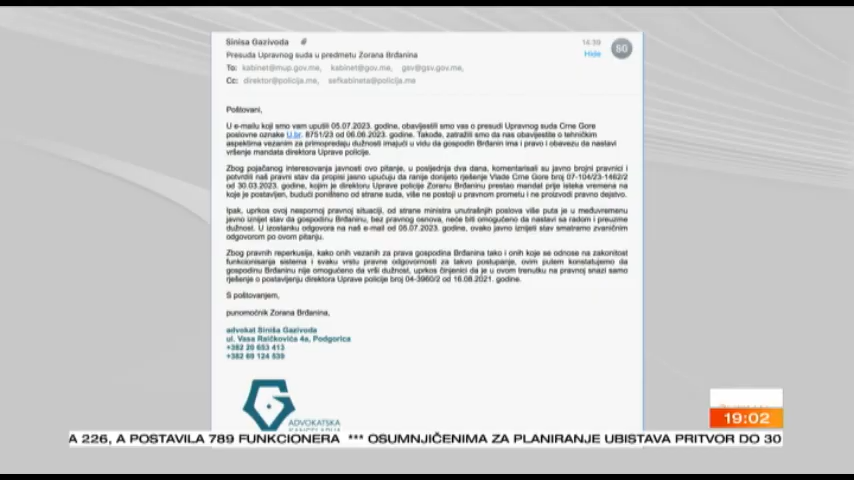 Sinisa Gazivoda
14:39
SG
Presuda Upravnog suda u predmetu Zorana Brđanina
Hide
To: kabinet@mup.gov.me, kabinet@gov.me, gsv@gsv.gov.me,
Cc: direktor@policija.me, sefkabineta@policija.me
Poštovani,
U e-mailu koji smo vam uputili 05.07.2023. godine, obavijestili smo vas o presudi Upravnog suda Crne Gore
poslovne oznake U.br. 8751/23 od 06.06.2023. godine. Takođe, zatražili smo da nas obavijestite o tehničkim
aspektima vezanim za primopredaju dužnosti imajući u vidu da gospodin Brđanin ima i pravo i obavezu da nastavi
vršenje mandata direktora Uprave policije.
Zbog pojačanog interesovanja javnosti ovo pitanje, u posljednja dva dana, komentarisali su javno brojni pravnici i
potvrdili naš pravni stav da propisi jasno upućuju da ranije donijeto rješenje Vlade Crne Gore broj 07-104/23-1462/2
od 30.03.2023. godine, kojim je direktoru Uprave policije Zoranu Brđaninu prestao mandat prije isteka vremena na
koje je postavljen, budući poništeno od strane suda, više ne postoji u pravnom prometu i ne proizvodi pravno dejstvo.
Ipak, uprkos ovoj nespornoj pravnoj situaciji, od strane ministra unutrašnjih poslova više puta je u međuvremenu
javno iznijet stav da gospodinu Brđaninu, bez pravnog osnova, neće biti omogućeno da nastavi sa radom i preuzme
dužnost. U izostanku odgovora na naš e-mail od 05.07.2023. godine, ovako javno iznijeti stav smatramo zvaničnim
odgovorom po ovom pitanju.
Zbog pravnih reperkusija, kako onih vezanih za prava gospodina Brđanina tako i onih koje se odnose na zakonitost
funkcionisanja sistema i svaku vrstu pravne odgovornosti za takvo postupanje, ovim putem konstatujemo da
gospodinu Brđaninu nije omogućeno da vrši dužnost, uprkos činjenici da je u ovom trenutku na pravnoj snazi samo
rješenje o postavljenju direktora Uprave policije broj 04-3960/2 od 16.08.2021. godine.
S poštovanjem,
punomoćnik Zorana Brđanina,
advokat Siniša Gazivoda
ul. Vasa Raičkovića 4a, Podgorica
+382 20 653 413
+382 69 124 539
ADVOKATSKA
KANCELARIJA
19:02
A 226, A POSTAVILA 789 FUNKCIONERA *** OSUMNJIČENIMA ZA PLANIRANJE UBISTAVA PRITVOR DO 30